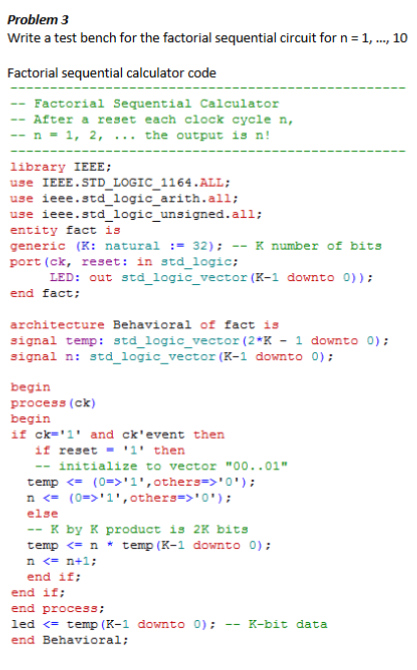 Problem 3
Write a test bench for the factorial sequential circuit for n = 1, ..., 10
Factorial sequential calculator code
-----------------------------------------------------
-- Factorial Sequential Calculator
-- After a reset each clock cycle n,
-- n = 1, 2, ... the output is n!
-----------------------------------------------------
library IEEE;
use IEEE.STD_LOGIC_1164.ALL;
use ieee.std_logic_arith.all;
use ieee.std_logic_unsigned.all;
entity fact is
generic (K: natural := 32); -- K number of bits
port(ck, reset: in std_logic;
LED: out std_logic_vector(K-1 downto 0));
end fact;
architecture Behavioral of fact is
signal temp: std_logic_vector(2*K - 1 downto 0);
signal n: std_logic_vector(K-1 downto 0);
begin
process(ck)
begin
if ck='1' and ck'event then
if reset = '1' then
-- initialize to vector "00..01"
temp <= (0=>'1',others=>'0');
n <= (0=>'1',others=>'0');
else
-- K by K product is 2K bits
temp <= n * temp(K-1 downto 0);
n <= n+1;
end if;
end if;
end process;
led <= temp(K-1 downto 0); -- K-bit data
end Behavioral;